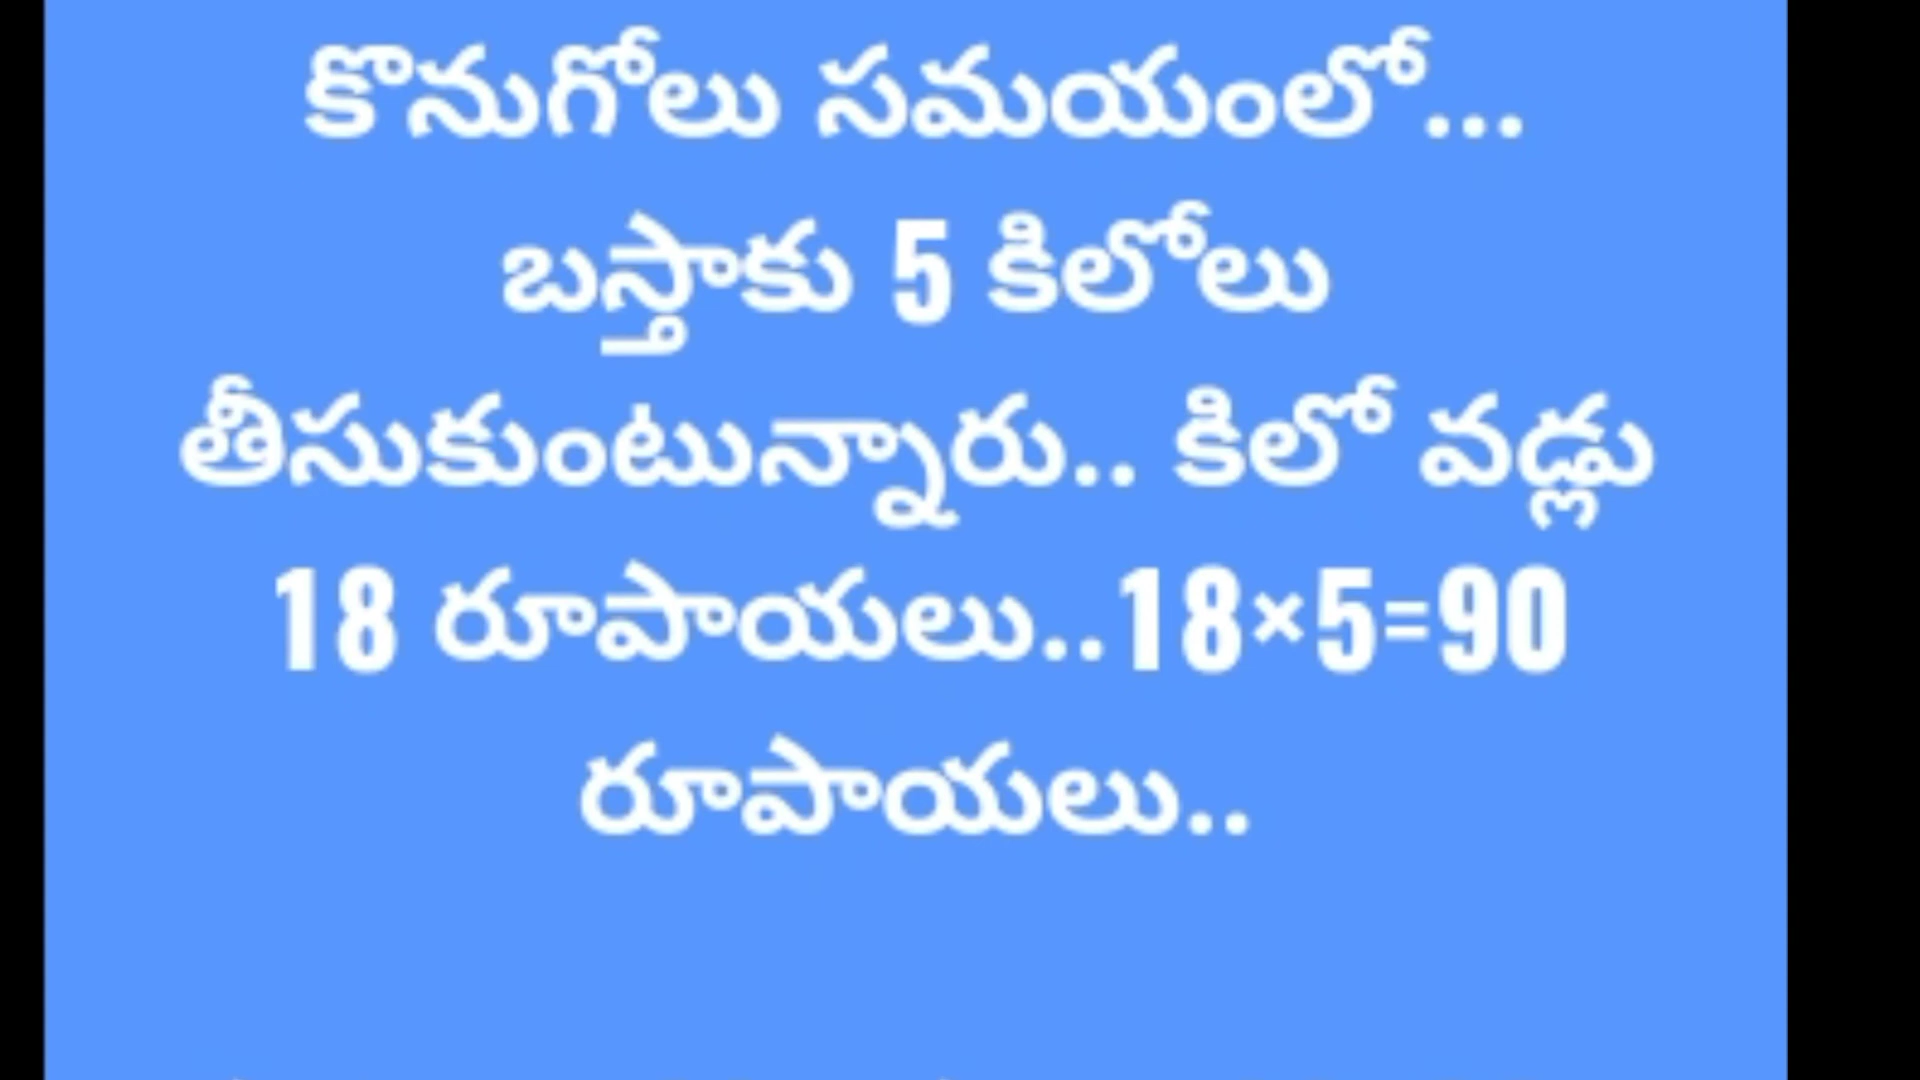 కొనుగోలు సమయంలో...
బస్తాకు 5 కిలోలు
తీసుకుంటున్నారు.. కిలో వడ్లు
18 రూపాయలు..18×5=90
రూపాయలు..